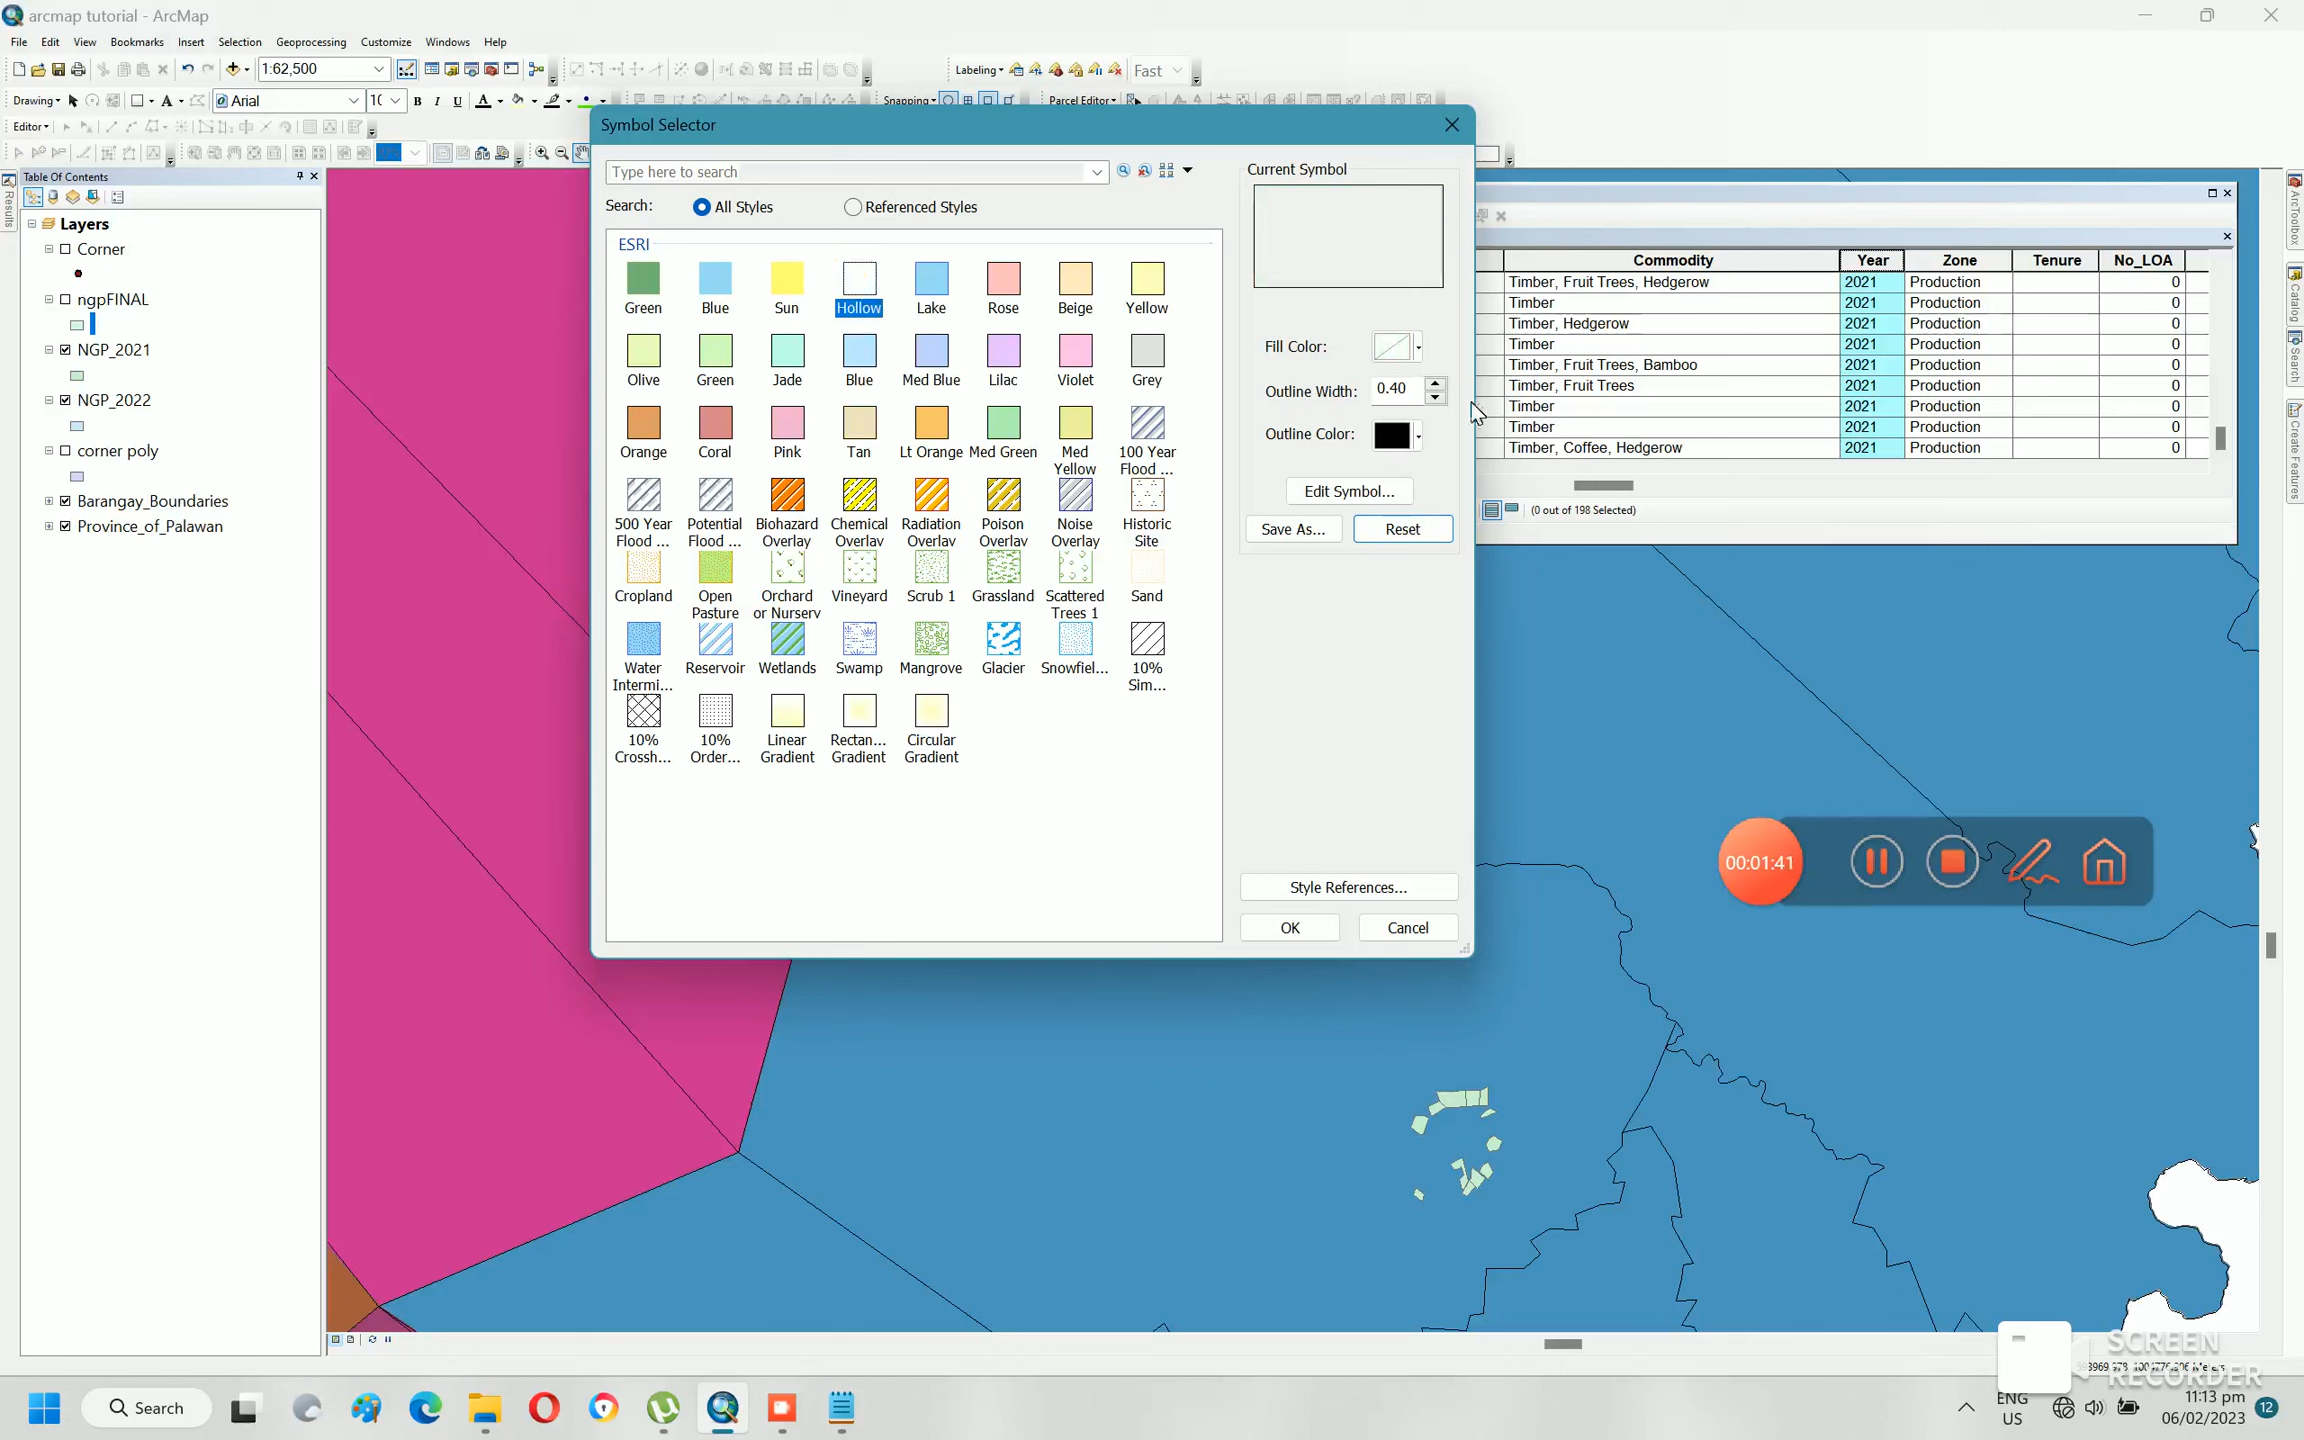 arcmap tutorial - ArcMap
File Edit View Bookmarks Insert Selection Geoprocessing Customize Windows Help
1:62,500
Labeling
Fast
Drawing
A
Arial
10
B I U A
Snapping
Parcel Editor
Editor
Table Of Contents
Results
Layers
Corner
ngpFINAL
NGP_2021
NGP_2022
corner poly
Barangay_Boundaries
Province_of_Palawan
Symbol Selector
Type here to search
Search: All Styles Referenced Styles
ESRI
Green Blue Sun Hollow Lake Rose Beige Yellow
Olive Green Jade Blue Med Blue Lilac Violet Grey
Orange Coral Pink Tan Lt Orange Med Green Med Yellow 100 Year Flood ...
500 Year Flood ... Potential Flood ... Biohazard Overlay Chemical Overlay Radiation Overlay Poison Overlay Noise Overlay Historic Site
Cropland Open Pasture Orchard or Nursery Vineyard Scrub 1 Grassland Scattered Trees 1 Sand
Water Intermi... Reservoir Wetlands Swamp Mangrove Glacier Snowfiel... 10% Sim...
10% Crossh... 10% Order... Linear Gradient Rectan... Gradient Circular Gradient
Current Symbol
Fill Color:
Outline Width: 0.40
Outline Color:
Edit Symbol...
Save As... Reset
Style References...
OK Cancel
Commodity Year Zone Tenure No_LOA
Timber, Fruit Trees, Hedgerow 2021 Production 0
Timber 2021 Production 0
Timber, Hedgerow 2021 Production 0
Timber 2021 Production 0
Timber, Fruit Trees, Bamboo 2021 Production 0
Timber, Fruit Trees 2021 Production 0
Timber 2021 Production 0
Timber 2021 Production 0
Timber, Coffee, Hedgerow 2021 Production 0
(0 out of 198 Selected)
ArcToolbox
Catalog
Search
Create Features
00:01:41
SCREEN
RECORDER
Search
ENG
US
11:13 pm
06/02/2023
12